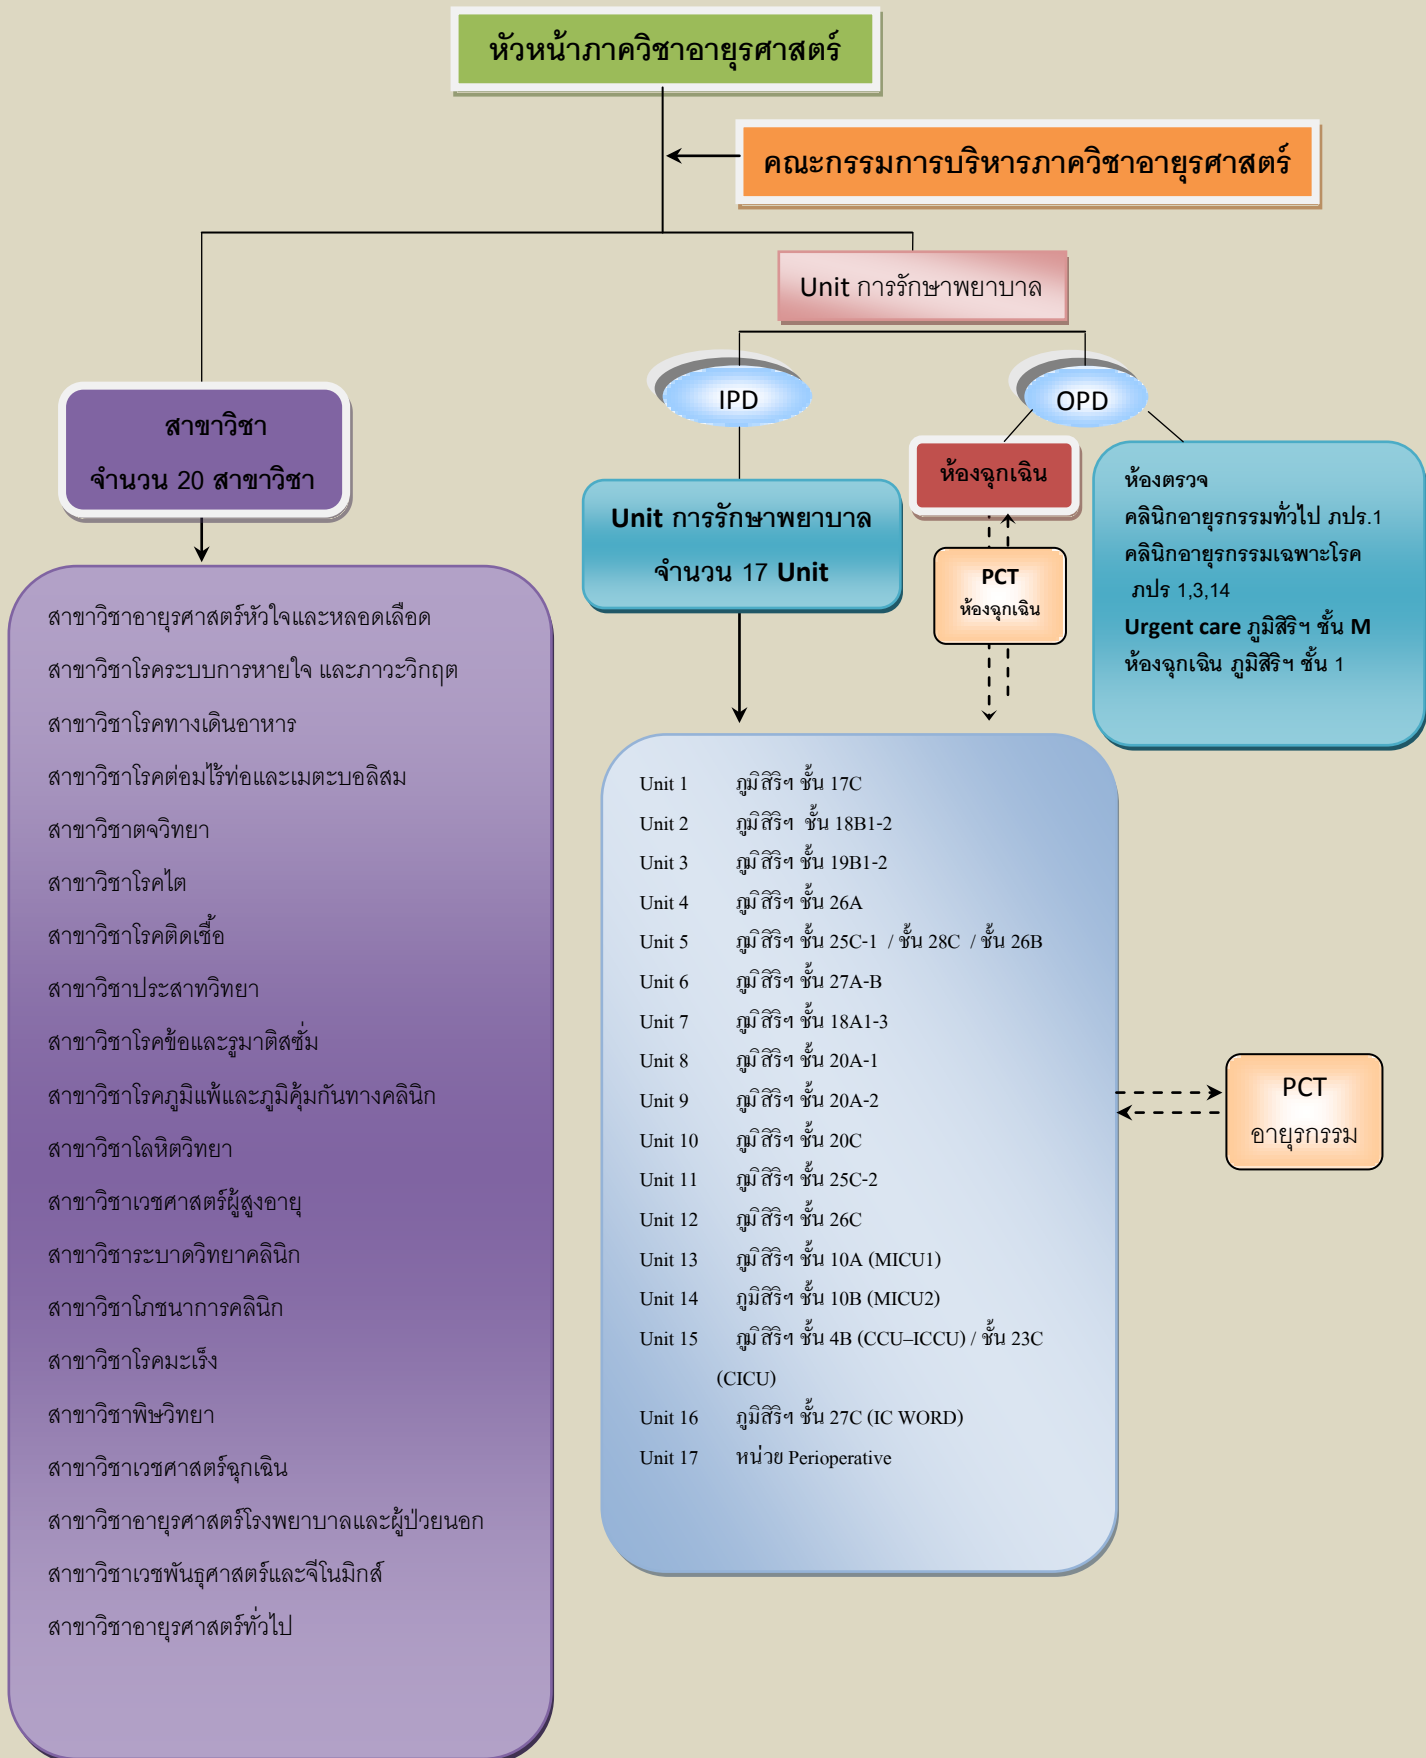 หัวหน้าภาควิชาอายุรศาสตร์
คณะกรรมการบริหารภาควิชาอายุรศาสตร์
Unit การรักษาพยาบาล
IPD
OPD
สาขาวิชา
จำนวน 20 สาขาวิชา
Unit การรักษาพยาบาล
จำนวน 17 Unit
ห้องฉุกเฉิน
PCT
ห้องฉุกเฉิน
ห้องตรวจ
คลินิกอายุรกรรมทั่วไป ภปร.1
คลินิกอายุรกรรมเฉพาะโรค
ภปร 1,3,14
Urgent care ภูมิสิริฯ ชั้น M
ห้องฉุกเฉิน ภูมิสิริฯ ชั้น 1
สาขาวิชาอายุรศาสตร์หัวใจและหลอดเลือด
สาขาวิชาโรคระบบการหายใจ และภาวะวิกฤต
สาขาวิชาโรคทางเดินอาหาร
สาขาวิชาโรคต่อมไร้ท่อและเมตะบอลิสม
สาขาวิชาตจวิทยา
สาขาวิชาโรคไต
สาขาวิชาโรคติดเชื้อ
สาขาวิชาประสาทวิทยา
สาขาวิชาโรคข้อและรูมาติสซั่ม
สาขาวิชาโรคภูมิแพ้และภูมิคุ้มกันทางคลินิก
สาขาวิชาโลหิตวิทยา
สาขาวิชาเวชศาสตร์ผู้สูงอายุ
สาขาวิชาระบาดวิทยาคลินิก
สาขาวิชาโภชนาการคลินิก
สาขาวิชาโรคมะเร็ง
สาขาวิชาพิษวิทยา
สาขาวิชาเวชศาสตร์ฉุกเฉิน
สาขาวิชาอายุรศาสตร์โรงพยาบาลและผู้ป่วยนอก
สาขาวิชาเวชพันธุศาสตร์และจีโนมิกส์
สาขาวิชาอายุรศาสตร์ทั่วไป
Unit 1 ภูมิสิริฯ ชั้น 17C
Unit 2 ภูมิสิริฯ ชั้น 18B1-2
Unit 3 ภูมิสิริฯ ชั้น 19B1-2
Unit 4 ภูมิสิริฯ ชั้น 26A
Unit 5 ภูมิสิริฯ ชั้น 25C-1 / ชั้น 28C / ชั้น 26B
Unit 6 ภูมิสิริฯ ชั้น 27A-B
Unit 7 ภูมิสิริฯ ชั้น 18A1-3
Unit 8 ภูมิสิริฯ ชั้น 20A-1
Unit 9 ภูมิสิริฯ ชั้น 20A-2
Unit 10 ภูมิสิริฯ ชั้น 20C
Unit 11 ภูมิสิริฯ ชั้น 25C-2
Unit 12 ภูมิสิริฯ ชั้น 26C
Unit 13 ภูมิสิริฯ ชั้น 10A (MICU1)
Unit 14 ภูมิสิริฯ ชั้น 10B (MICU2)
Unit 15 ภูมิสิริฯ ชั้น 4B (CCU–ICCU) / ชั้น 23C
(CICU)
Unit 16 ภูมิสิริฯ ชั้น 27C (IC WORD)
Unit 17 หน่วย Perioperative
PCT
อายุรกรรม